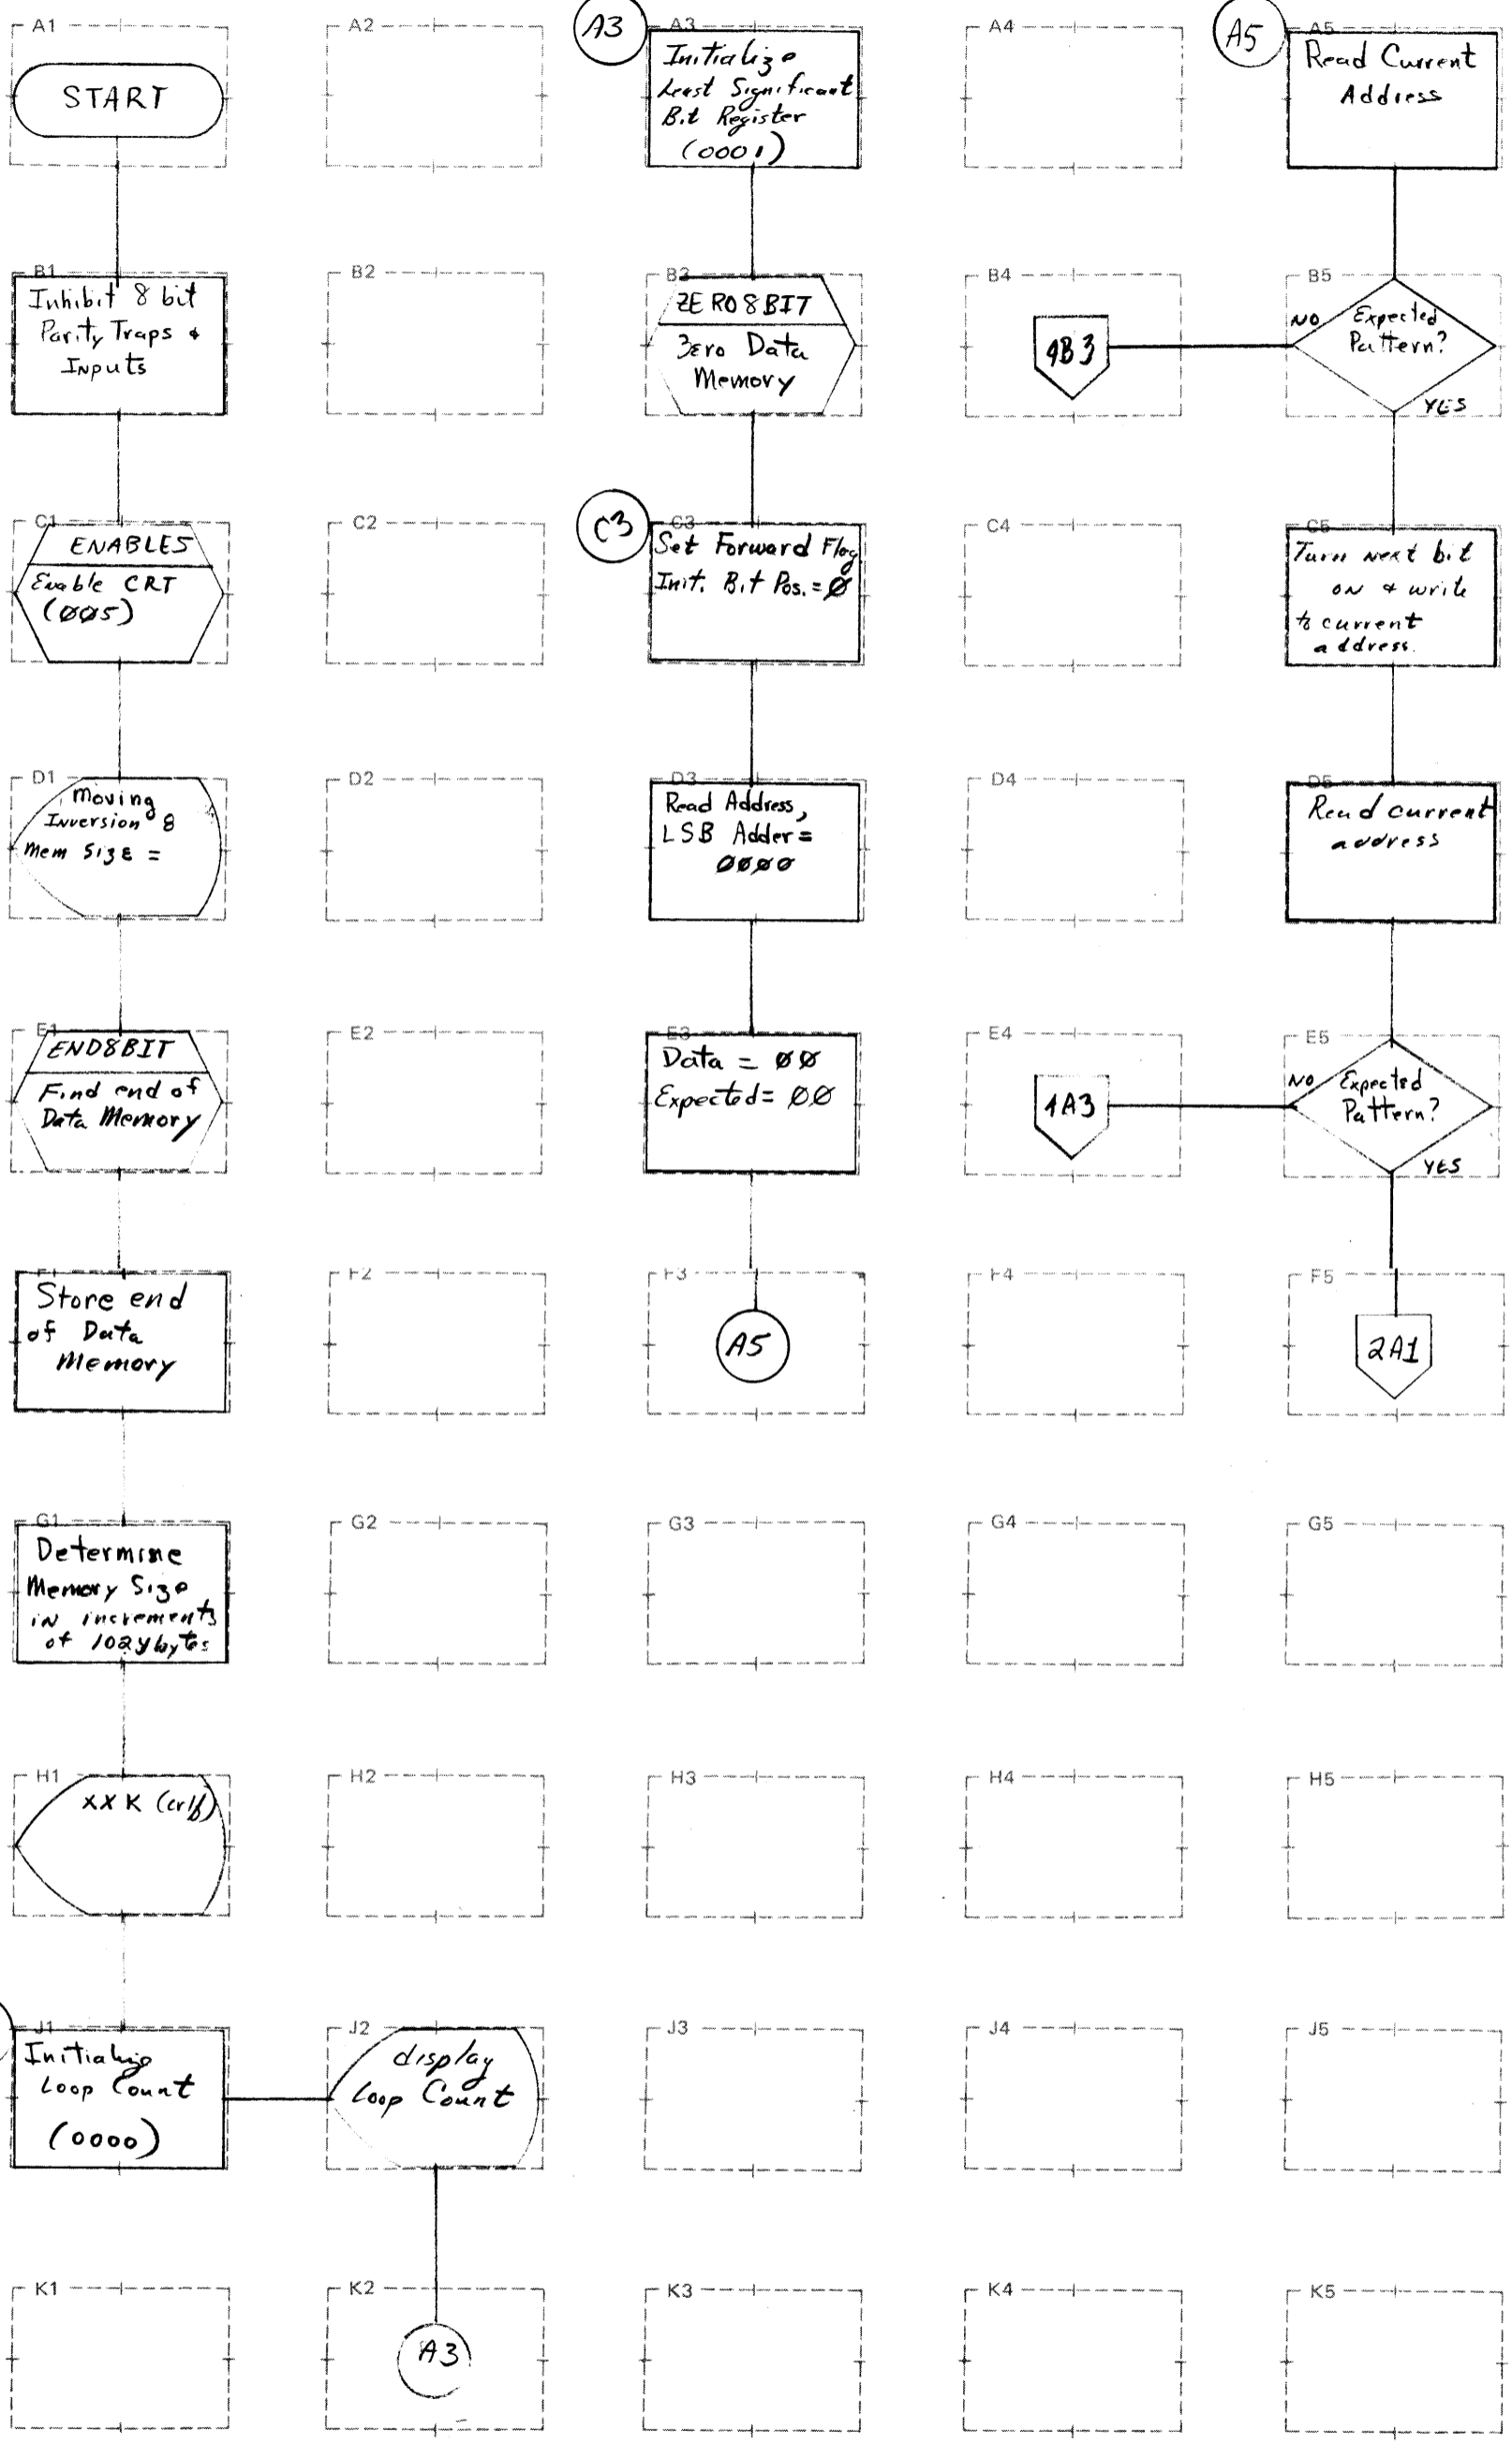 A1
START
B1
Inhibit 8 bit
Parity Traps &
Inputs
C1
ENABLES
Enable CRT
(ØØ5)
D1
Moving
Inversion 8
Mem Size =
E1
END8BIT
Find end of
Data Memory
F1
Store end
of Data
Memory
G1
Determine
Memory Size
in increments
of 1024 bytes
H1
XX K (cr/lf)
J1
Initialize
Loop Count
(0000)
K1
A2
B2
C2
D2
E2
F2
G2
H2
J2
display
Loop Count
K2
A3
A3
A3
Initialize
Least Significant
Bit Register
(0001)
B3
ZERO8BIT
Zero Data
Memory
C3
C3
Set Forward Flag
Init. Bit Pos. = Ø
D3
Read Address,
LSB Adder =
ØØØØ
E3
Data = ØØ
Expected = ØØ
F3
A5
G3
H3
J3
K3
A4
B4
4B3
C4
D4
E4
4A3
F4
G4
H4
J4
K4
A5
A5
Read Current
Address
B5
NO
Expected
Pattern?
YES
C5
Turn next bit
on & write
to current
address.
D5
Read current
address
E5
NO
Expected
Pattern?
YES
F5
2A1
G5
H5
J5
K5